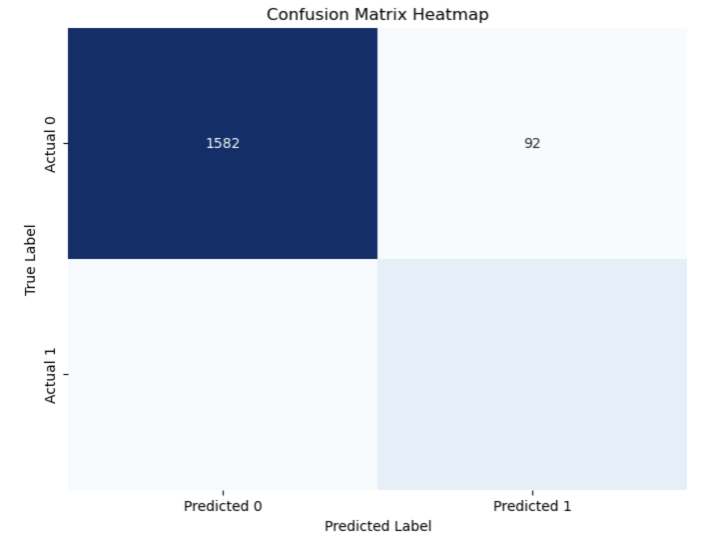 Confusion Matrix Heatmap
Actual 0
1582
92
True Label
Actual 1
Predicted 0
Predicted 1
Predicted Label